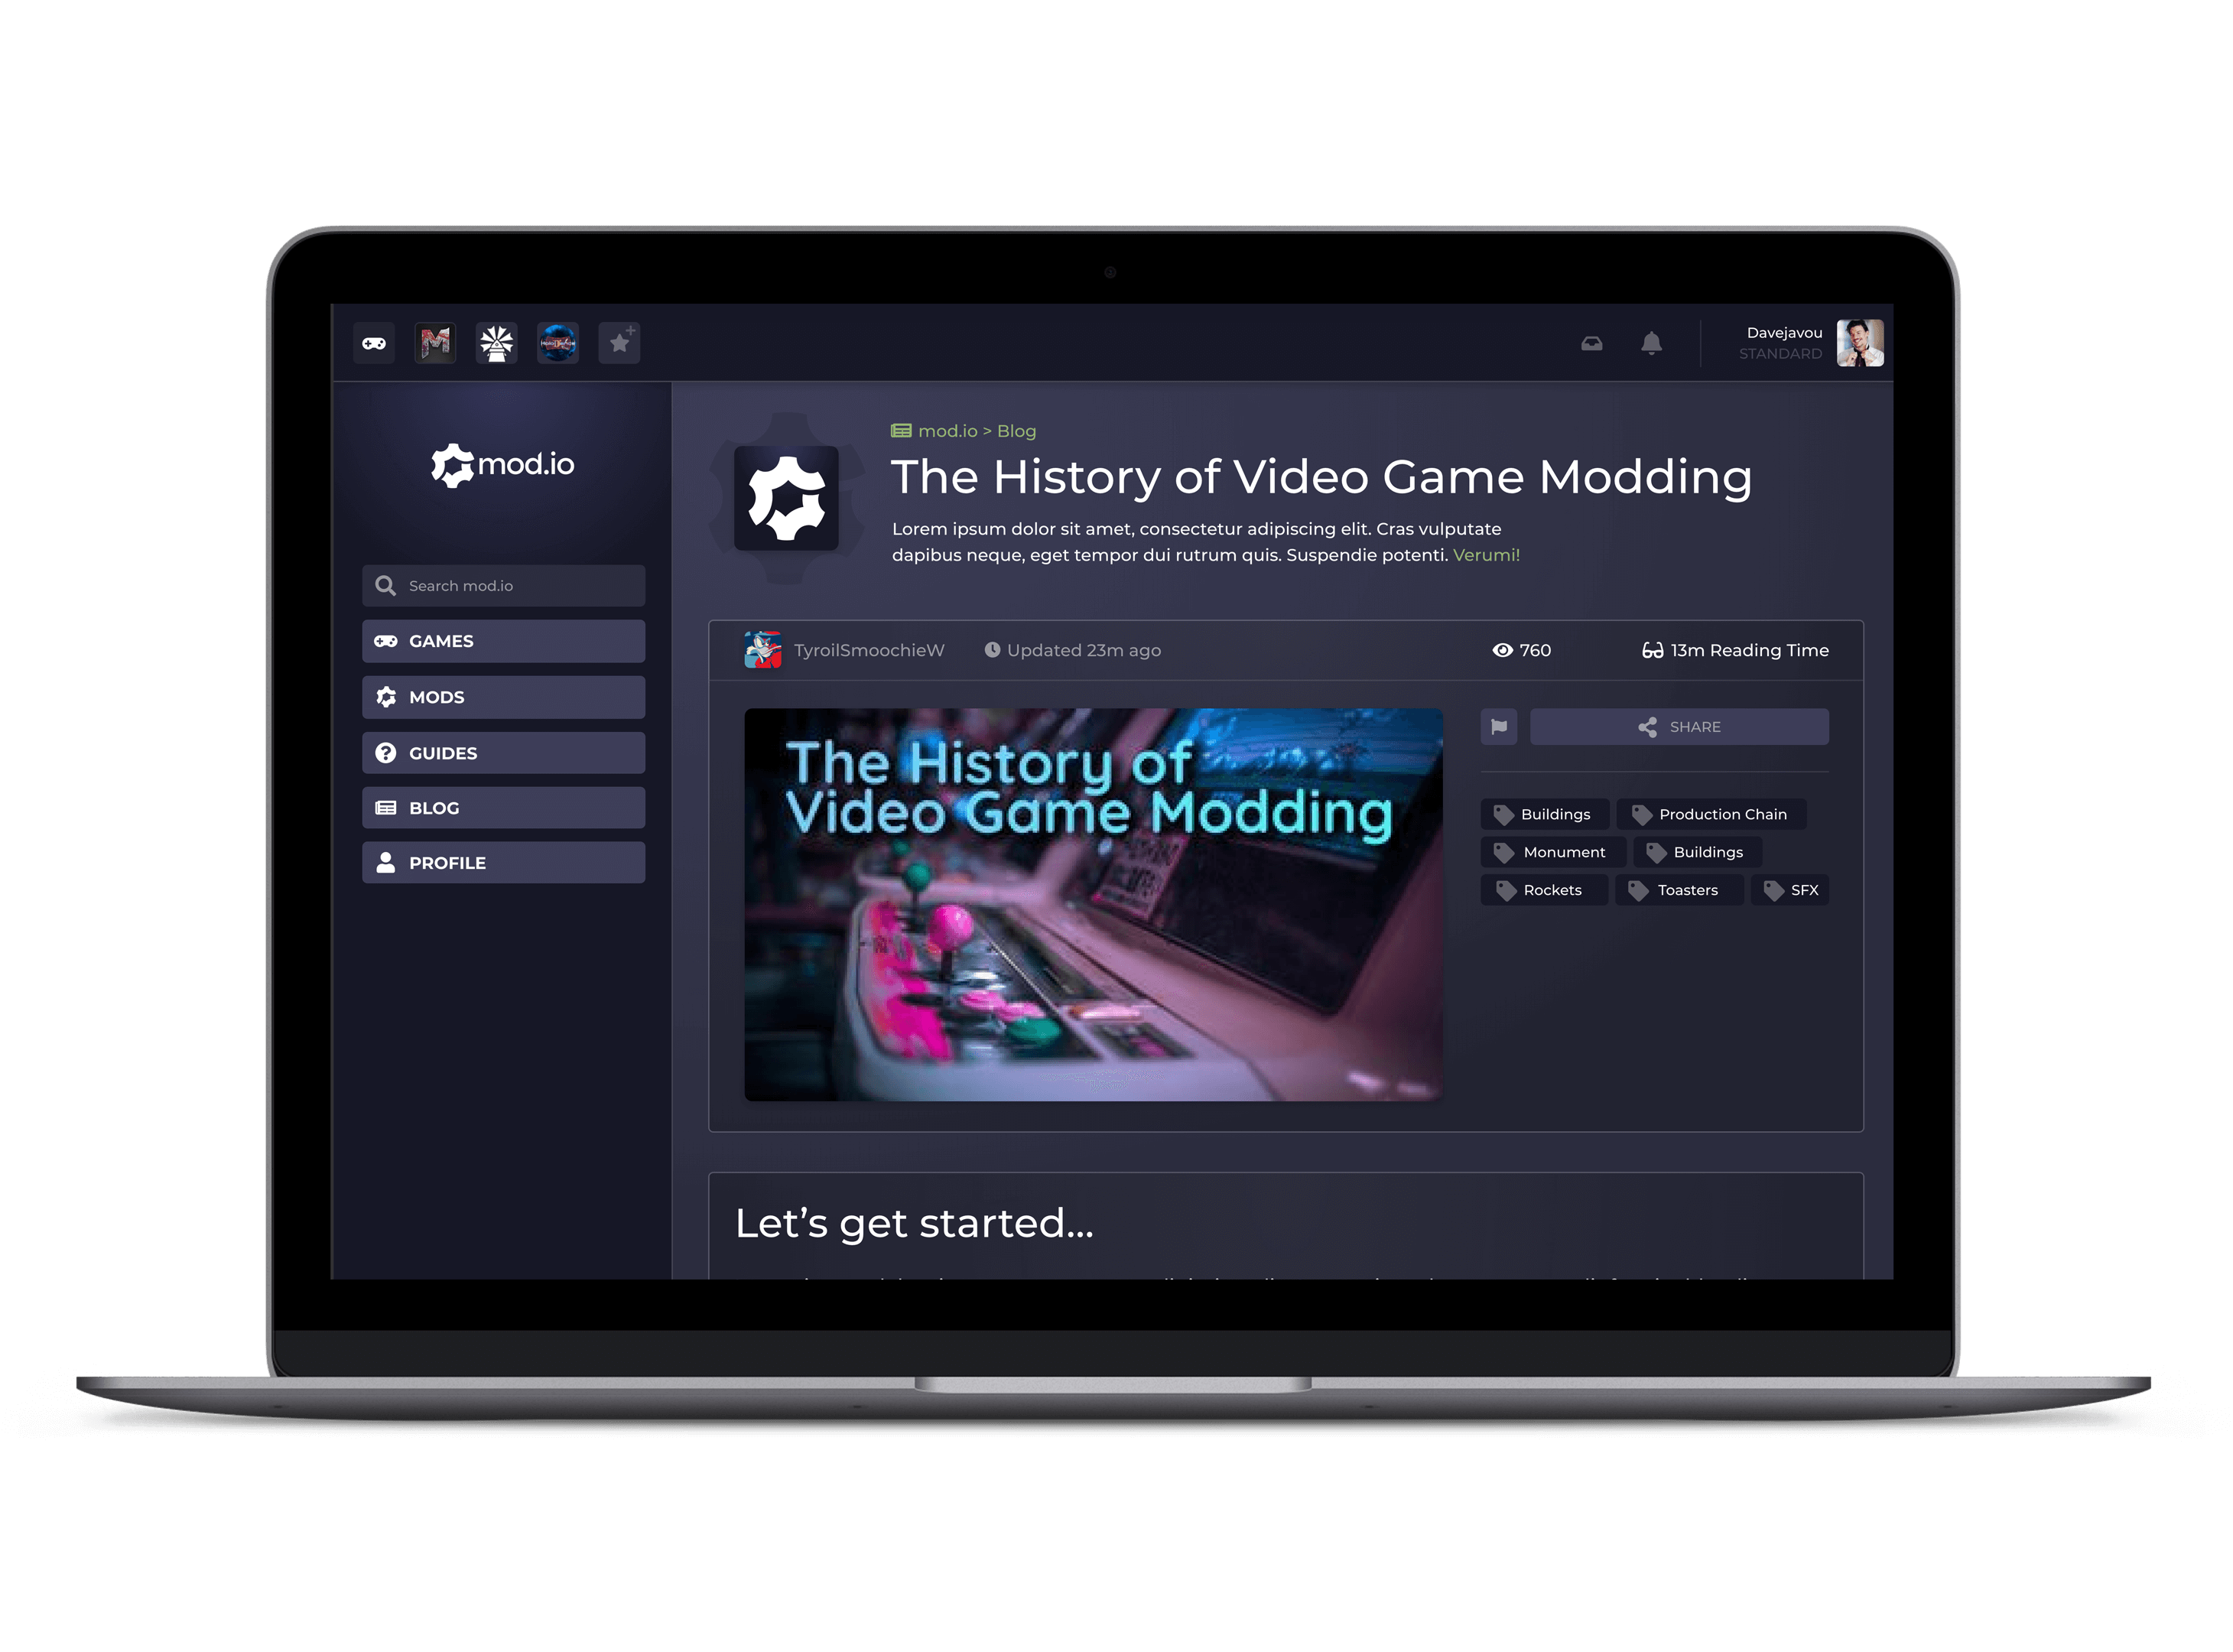 Davejavou
STANDARD
mod.io
Search mod.io
GAMES
MODS
GUIDES
BLOG
PROFILE
mod.io > Blog
The History of Video Game Modding
Lorem ipsum dolor sit amet, consectetur adipiscing elit. Cras vulputate
dapibus neque, eget tempor dui rutrum quis. Suspendie potenti. Verumi!
TyroilSmoochieW
Updated 23m ago
760
13m Reading Time
The History of
Video Game Modding
SHARE
Buildings
Production Chain
Monument
Buildings
Rockets
Toasters
SFX
Let’s get started...